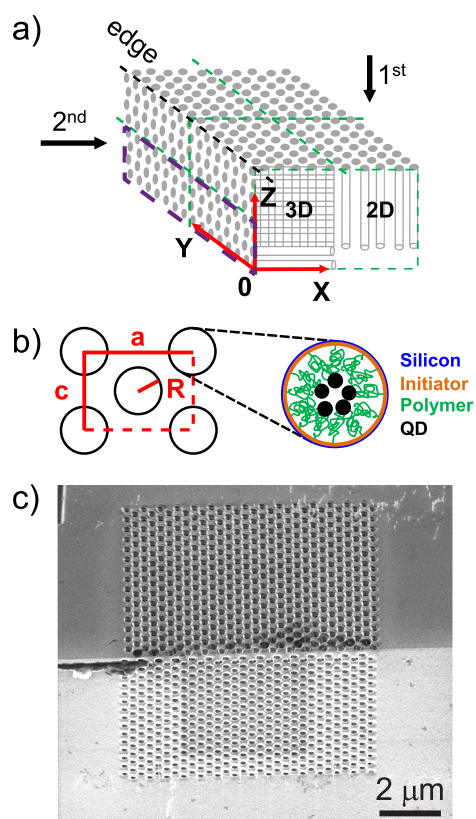 a)
edge
1st
2nd
Z
3D
2D
Y
0
X
b)
a
c
R
Silicon
Initiator
Polymer
QD
c)
2 μm